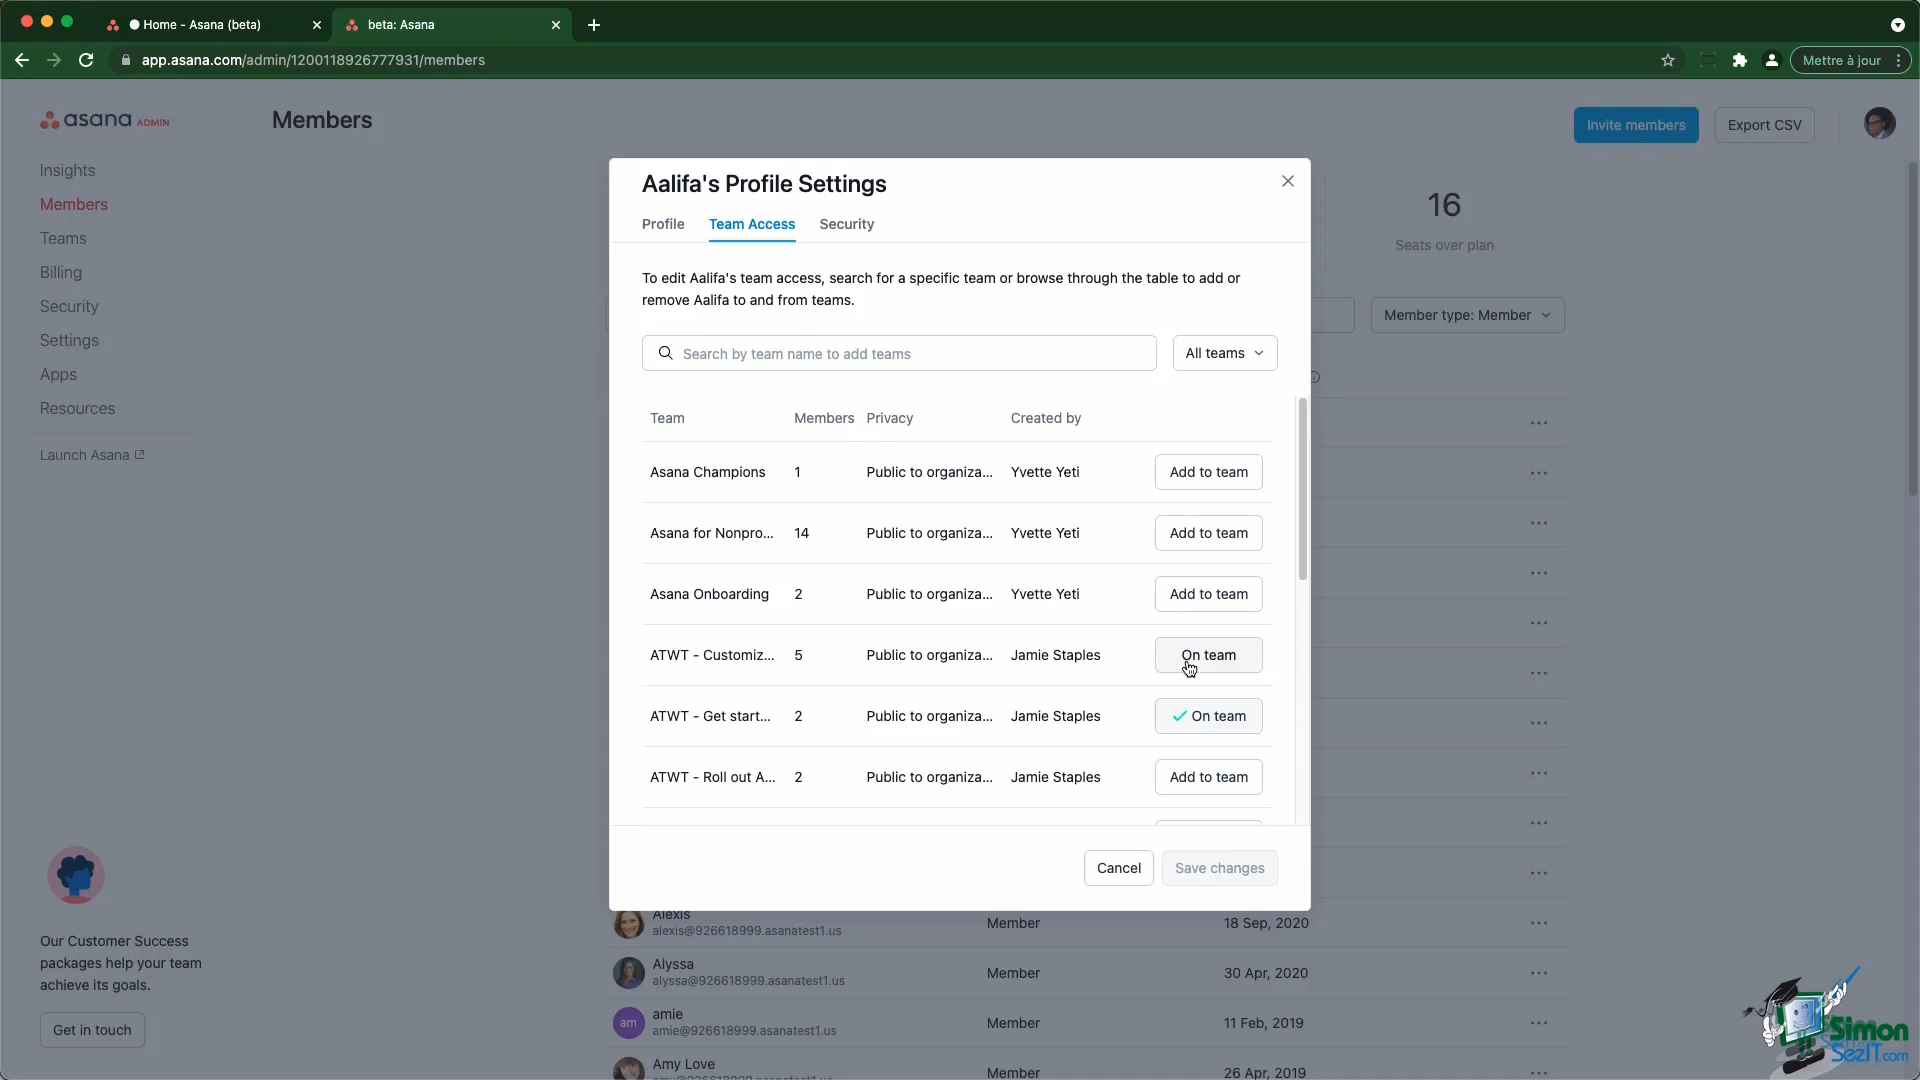 Home - Asana (beta)
beta: Asana
app.asana.com/admin/1200118926777931/members
Mettre à jour
asana ADMIN
Members
Invite members
Export CSV
Insights
Members
Teams
Billing
Security
Settings
Apps
Resources
Launch Asana
16
Seats over plan
Member type: Member
Aalifa's Profile Settings
Profile
Team Access
Security
To edit Aalifa's team access, search for a specific team or browse through the table to add or
remove Aalifa to and from teams.
Search by team name to add teams
All teams
Team Members Privacy Created by
Asana Champions 1 Public to organiza... Yvette Yeti Add to team
Asana for Nonpro... 14 Public to organiza... Yvette Yeti Add to team
Asana Onboarding 2 Public to organiza... Yvette Yeti Add to team
ATWT - Customiz... 5 Public to organiza... Jamie Staples On team
ATWT - Get start... 2 Public to organiza... Jamie Staples On team
ATWT - Roll out A... 2 Public to organiza... Jamie Staples Add to team
Cancel
Save changes
Alexis
alexis@926618999.asanatest1.us
Member
18 Sep, 2020
Alyssa
alyssa@926618999.asanatest1.us
Member
30 Apr, 2020
am
amie
amie@926618999.asanatest1.us
Member
11 Feb, 2019
Amy Love
Member
26 Apr, 2019
Our Customer Success
packages help your team
achieve its goals.
Get in touch
Simon
SezIT.com